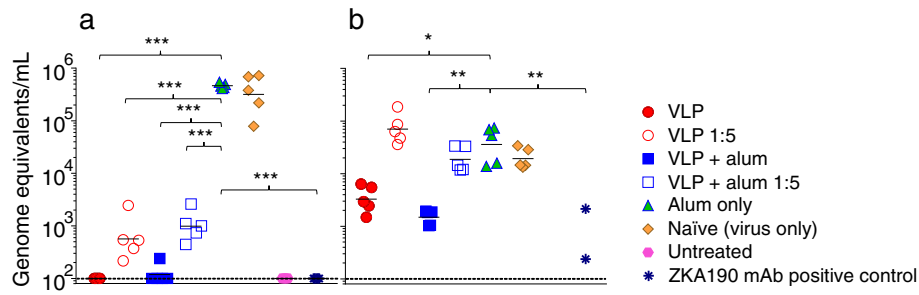 a
b
Genome equivalents/mL
10^6
10^5
10^4
10^3
10^2
***
***
***
***
***
*
**
**
VLP
VLP 1:5
VLP + alum
VLP + alum 1:5
Alum only
Naïve (virus only)
Untreated
ZKA190 mAb positive control